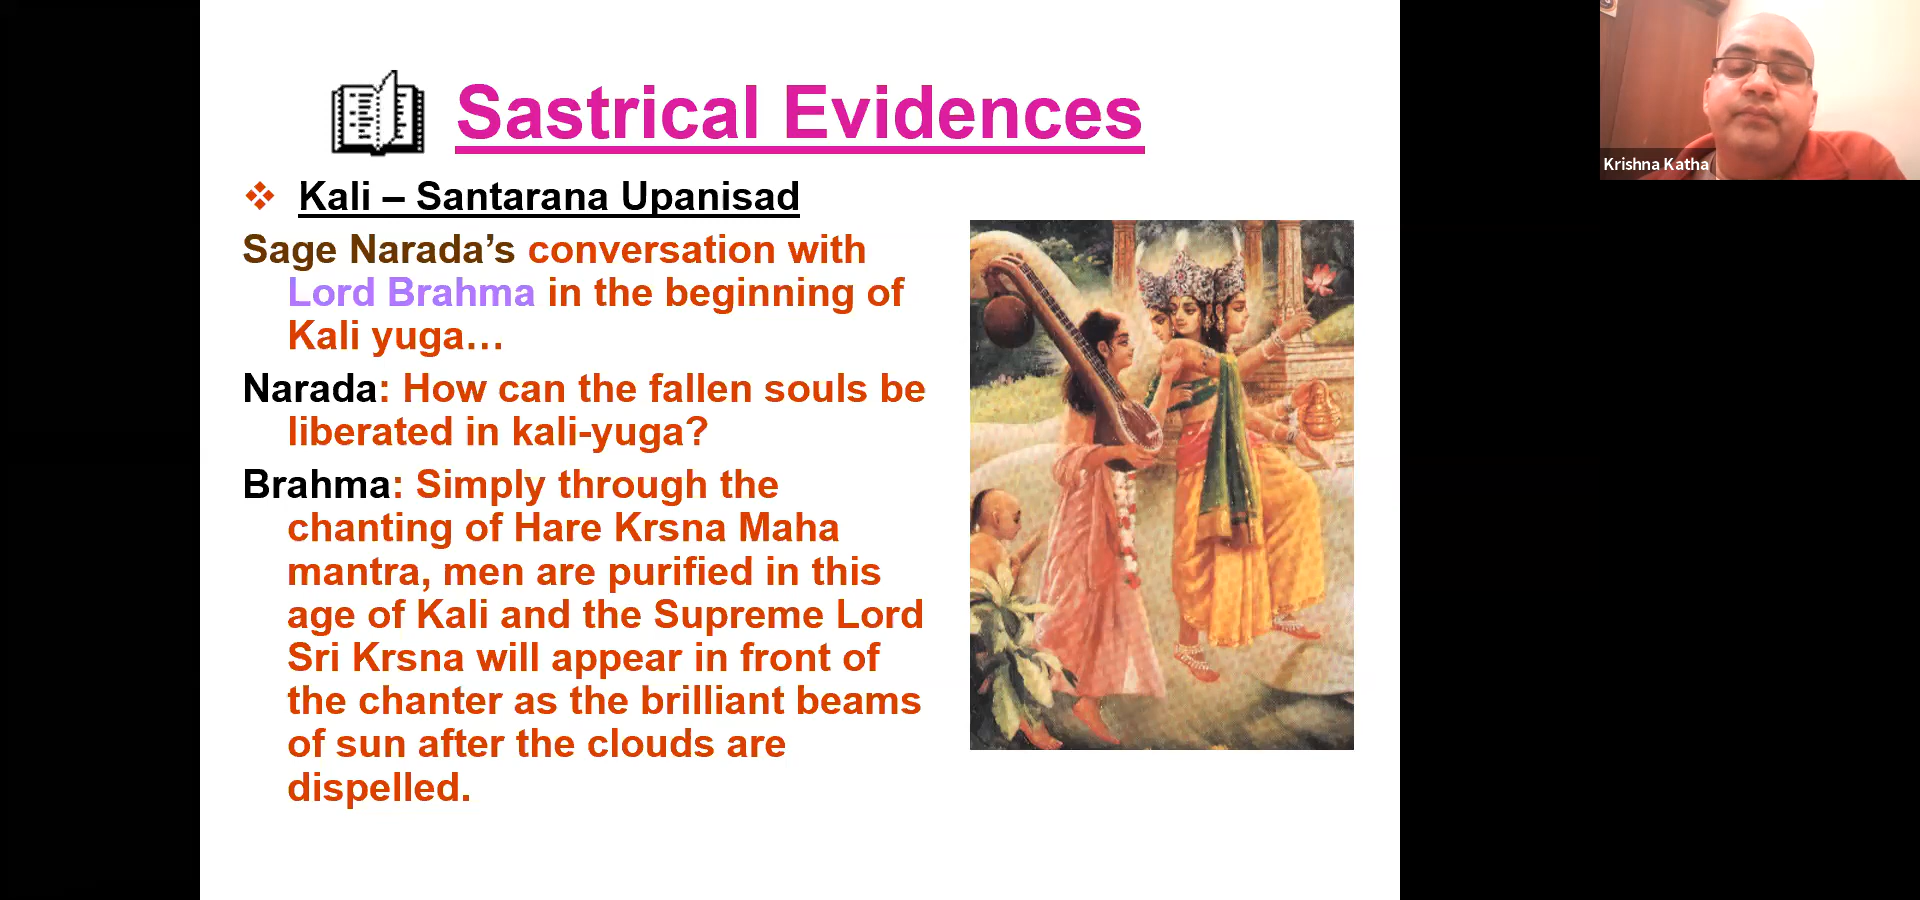 Sastrical Evidences
Kali – Santarana Upanisad
Sage Narada’s conversation with
Lord Brahma in the beginning of
Kali yuga…
Narada: How can the fallen souls be
liberated in kali-yuga?
Brahma: Simply through the
chanting of Hare Krsna Maha
mantra, men are purified in this
age of Kali and the Supreme Lord
Sri Krsna will appear in front of
the chanter as the brilliant beams
of sun after the clouds are
dispelled.
Krishna Katha